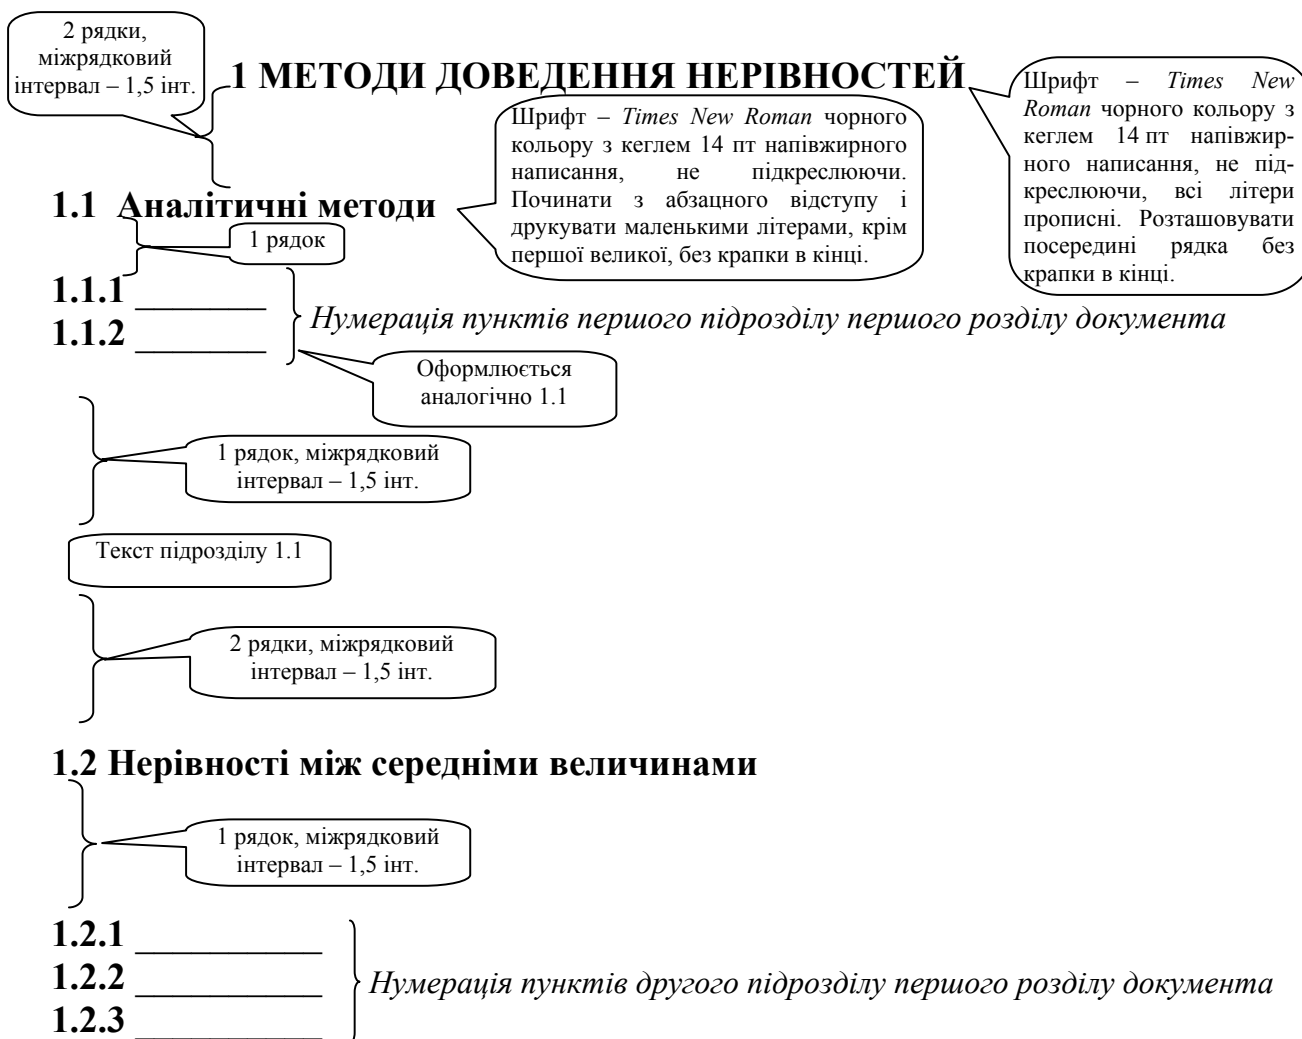 2 рядки,
міжрядковий
інтервал – 1,5 інт.
1 МЕТОДИ ДОВЕДЕННЯ НЕРІВНОСТЕЙ
Шрифт – Times New
Roman чорного кольору з
кеглем 14 пт напівжир-
ного написання, не під-
креслюючи, всі літери
прописні. Розташовувати
посередині рядка без
крапки в кінці.
Шрифт – Times New Roman чорного
кольору з кеглем 14 пт напівжирного
написання, не підкреслюючи.
Починати з абзацного відступу і
друкувати маленькими літерами, крім
першої великої, без крапки в кінці.
1.1 Аналітичні методи
1 рядок
1.1.1 _______
1.1.2 _______
Нумерація пунктів першого підрозділу першого розділу документа
Оформлюється
аналогічно 1.1
1 рядок, міжрядковий
інтервал – 1,5 інт.
Текст підрозділу 1.1
2 рядки, міжрядковий
інтервал – 1,5 інт.
1.2 Нерівності між середніми величинами
1 рядок, міжрядковий
інтервал – 1,5 інт.
1.2.1 __________
1.2.2 __________
1.2.3 __________
Нумерація пунктів другого підрозділу першого розділу документа